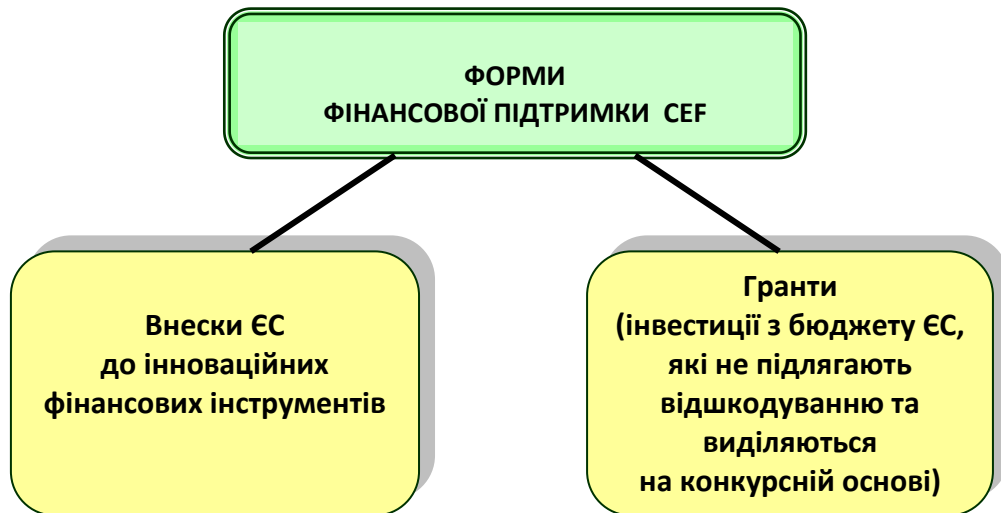 ФОРМИ
ФІНАНСОВОЇ ПІДТРИМКИ CEF
Внески ЄС
до інноваційних
фінансових інструментів
Гранти
(інвестиції з бюджету ЄС,
які не підлягають
відшкодуванню та
виділяються
на конкурсній основі)